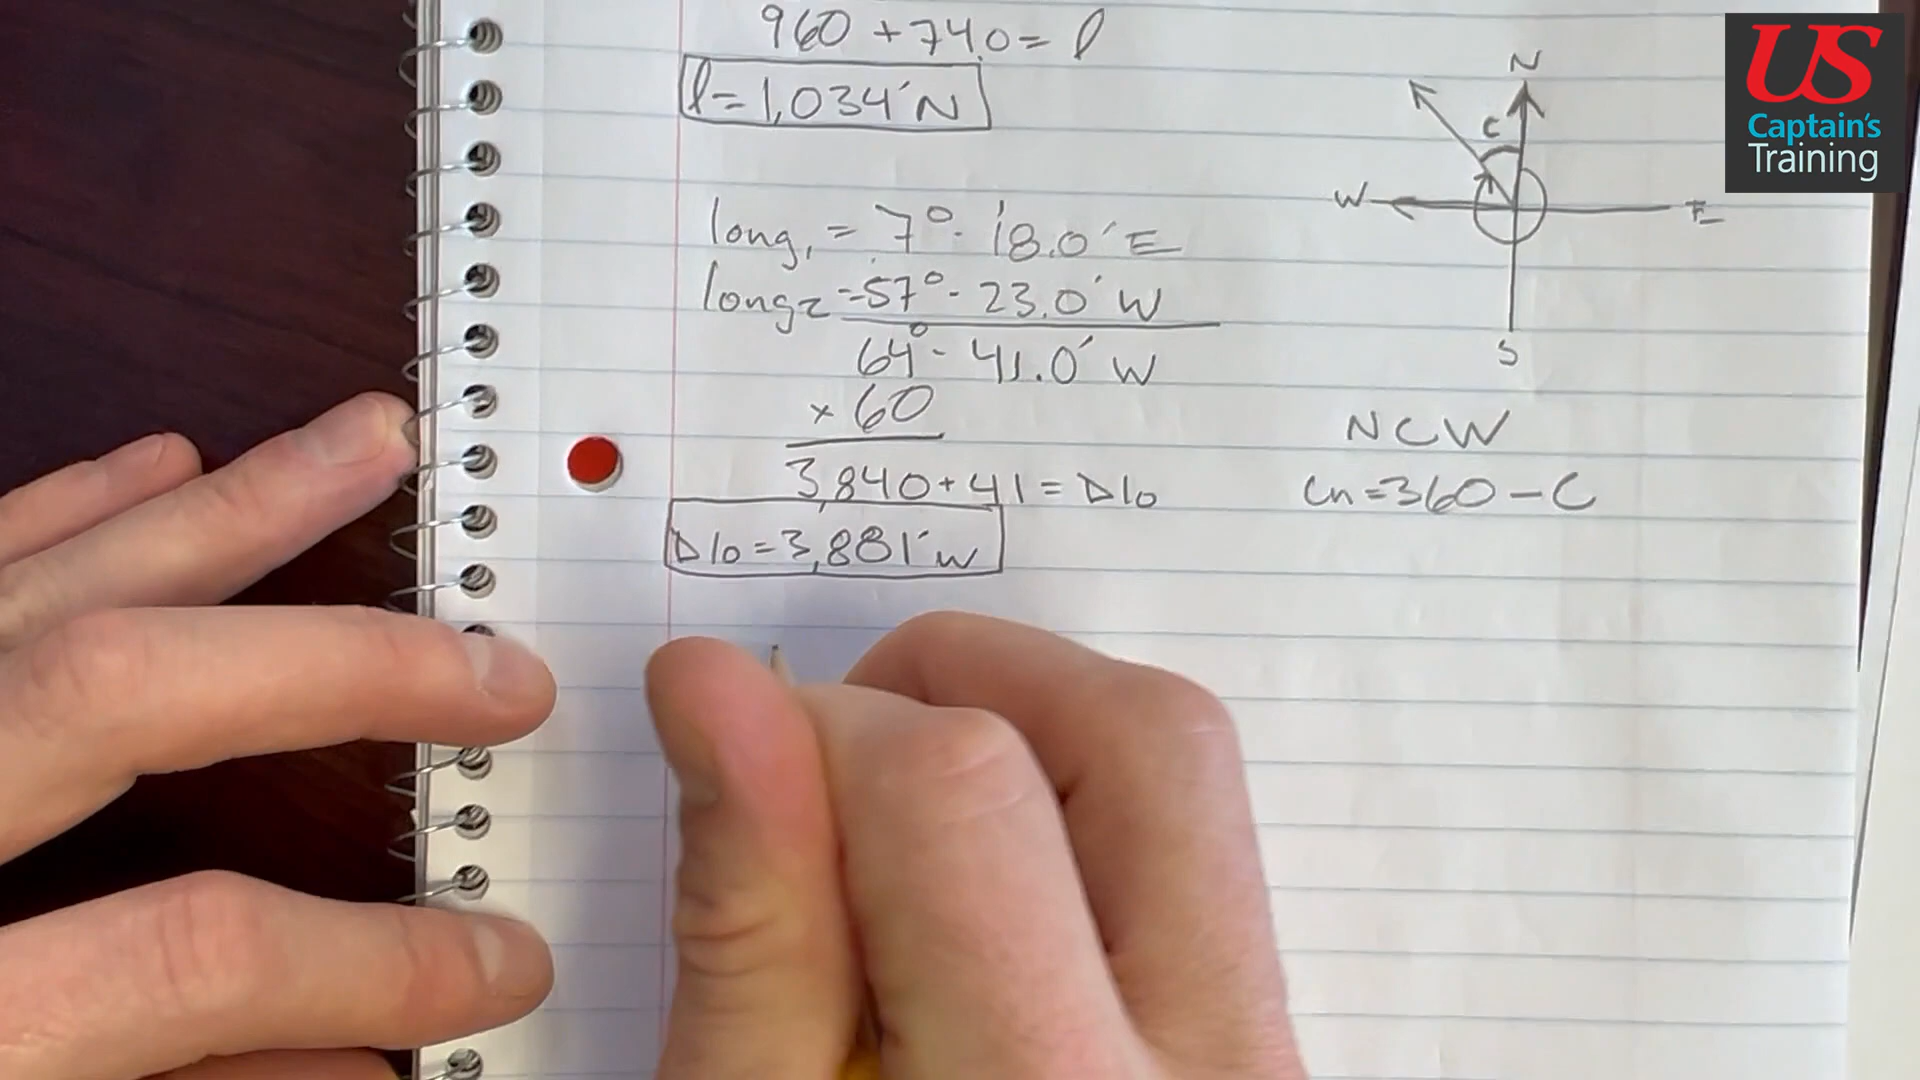 960 + 74.0 = l
l = 1,034' N
long₁ = 7° - 18.0' E
long₂ = -57° - 23.0' W
64° - 41.0' W
× 60
3,840 + 41 = Dlo
Dlo = 3,881' W
N
C
W
E
S
NCW
Cn = 360 - C
US
Captain's
Training